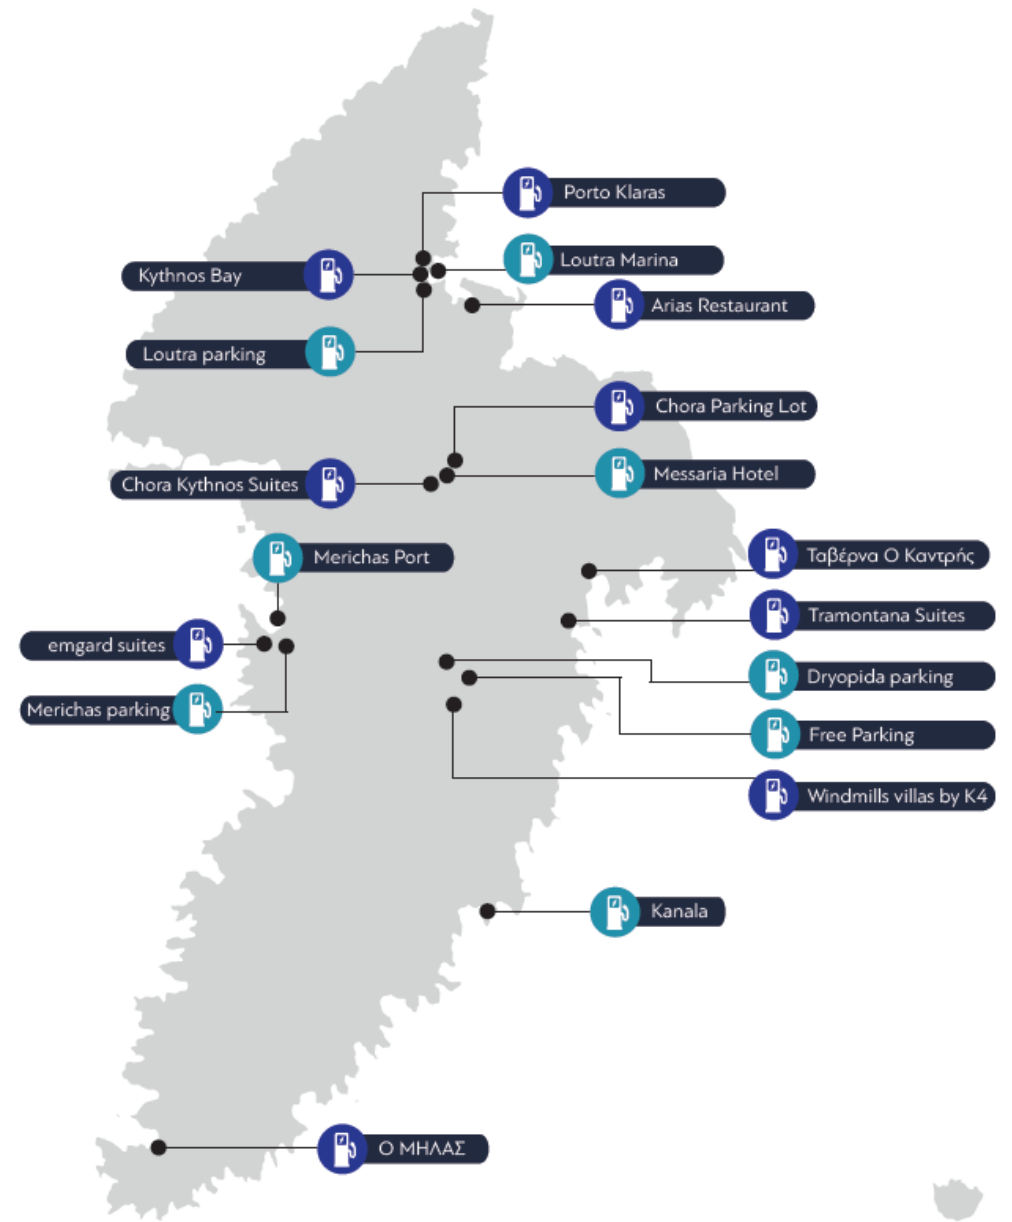 Porto Klaras
Loutra Marina
Kythnos Bay
Arias Restaurant
Loutra parking
Chora Parking Lot
Messaria Hotel
Chora Kythnos Suites
Merichas Port
Ταβέρνα Ο Καντρής
Tramontana Suites
emgard suites
Dryopida parking
Merichas parking
Free Parking
Windmills villas by K4
Kanala
Ο ΜΗΛΑΣ